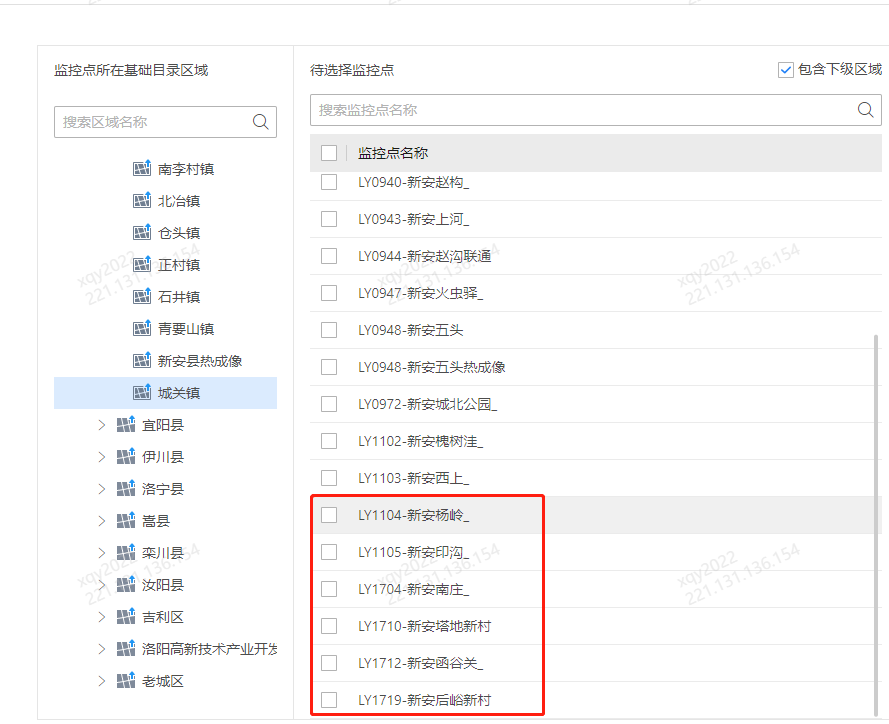 监控点所在基础目录区域
搜索区域名称
南李村镇
北冶镇
仓头镇
正村镇
石井镇
青要山镇
新安县热成像
城关镇
宜阳县
伊川县
洛宁县
嵩县
栾川县
汝阳县
吉利区
洛阳高新技术产业开发
老城区
待选择监控点
包含下级区域
搜索监控点名称
监控点名称
LY0940-新安赵构_
LY0943-新安上河_
LY0944-新安赵沟联通
LY0947-新安火虫驿_
LY0948-新安五头
LY0948-新安五头热成像
LY0972-新安城北公园_
LY1102-新安槐树洼_
LY1103-新安西上_
LY1104-新安杨岭_
LY1105-新安印沟_
LY1704-新安南庄_
LY1710-新安塔地新村
LY1712-新安函谷关_
LY1719-新安后峪新村
xqy2022
221.131.136.154
xqy2022
221.131.136.154
xqy2022
221.131.136.154
xqy2022
221.131.136.154
xqy2022
221.131.136.154
xqy2022
221.131.136.154